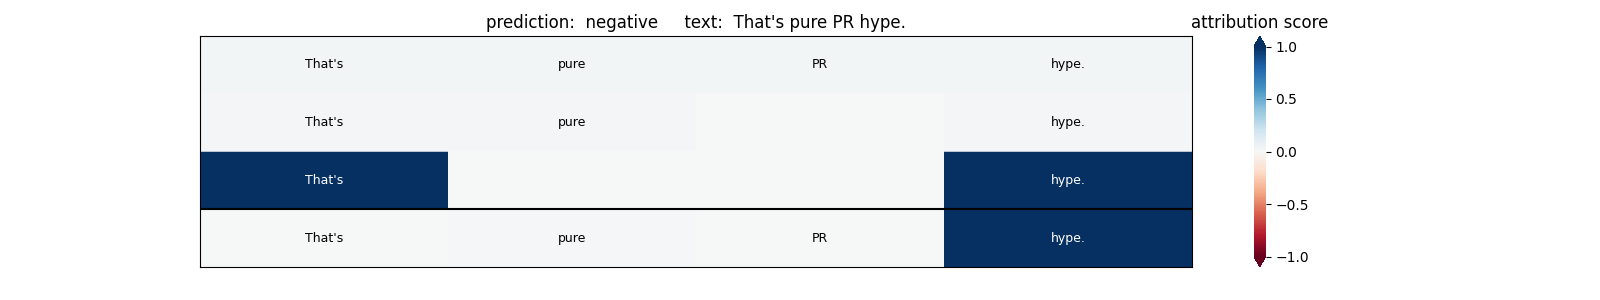 prediction:  negative     text:  That's pure PR hype.
attribution score
That's pure PR hype.
That's pure hype.
That's hype.
That's pure PR hype.
1.0
0.5
0.0
−0.5
−1.0